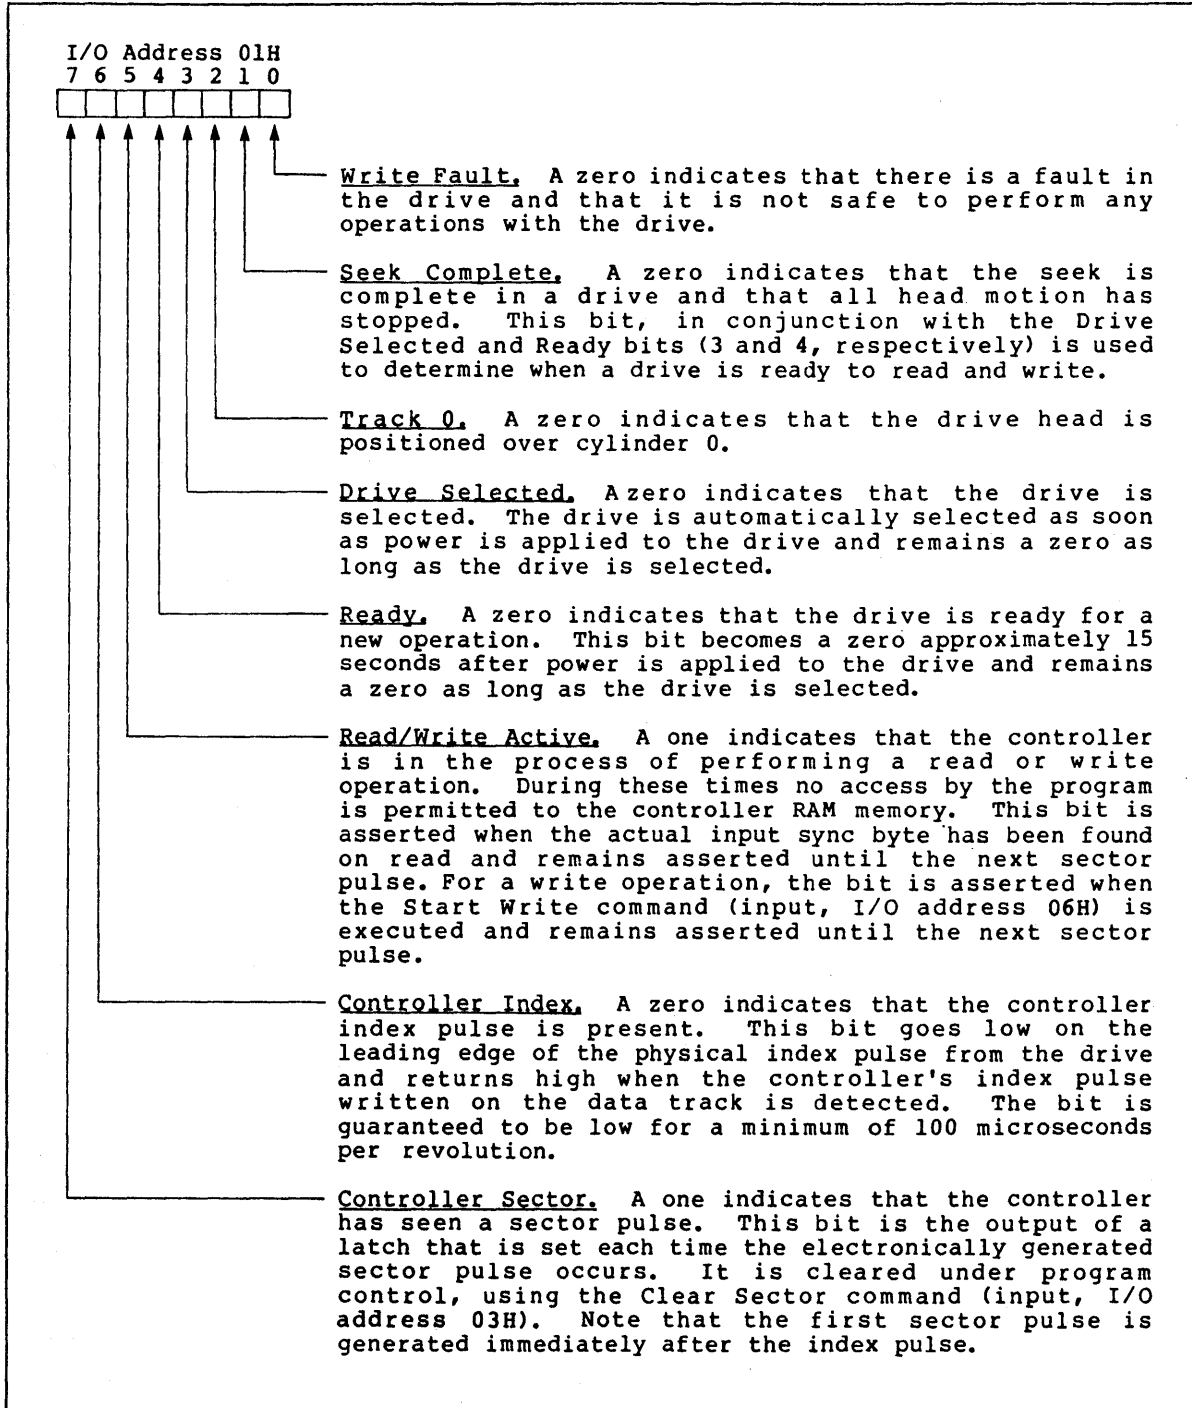 I/O Address 01H
7 6 5 4 3 2 1 0
Write Fault. A zero indicates that there is a fault in
the drive and that it is not safe to perform any
operations with the drive.
Seek Complete. A zero indicates that the seek is
complete in a drive and that all head motion has
stopped. This bit, in conjunction with the Drive
Selected and Ready bits (3 and 4, respectively) is used
to determine when a drive is ready to read and write.
Track 0. A zero indicates that the drive head is
positioned over cylinder 0.
Drive Selected. A zero indicates that the drive is
selected. The drive is automatically selected as soon
as power is applied to the drive and remains a zero as
long as the drive is selected.
Ready. A zero indicates that the drive is ready for a
new operation. This bit becomes a zero approximately 15
seconds after power is applied to the drive and remains
a zero as long as the drive is selected.
Read/Write Active. A one indicates that the controller
is in the process of performing a read or write
operation. During these times no access by the program
is permitted to the controller RAM memory. This bit is
asserted when the actual input sync byte has been found
on read and remains asserted until the next sector
pulse. For a write operation, the bit is asserted when
the Start Write command (input, I/O address 06H) is
executed and remains asserted until the next sector
pulse.
Controller Index. A zero indicates that the controller
index pulse is present. This bit goes low on the
leading edge of the physical index pulse from the drive
and returns high when the controller's index pulse
written on the data track is detected. The bit is
guaranteed to be low for a minimum of 100 microseconds
per revolution.
Controller Sector. A one indicates that the controller
has seen a sector pulse. This bit is the output of a
latch that is set each time the electronically generated
sector pulse occurs. It is cleared under program
control, using the Clear Sector command (input, I/O
address 03H). Note that the first sector pulse is
generated immediately after the index pulse.